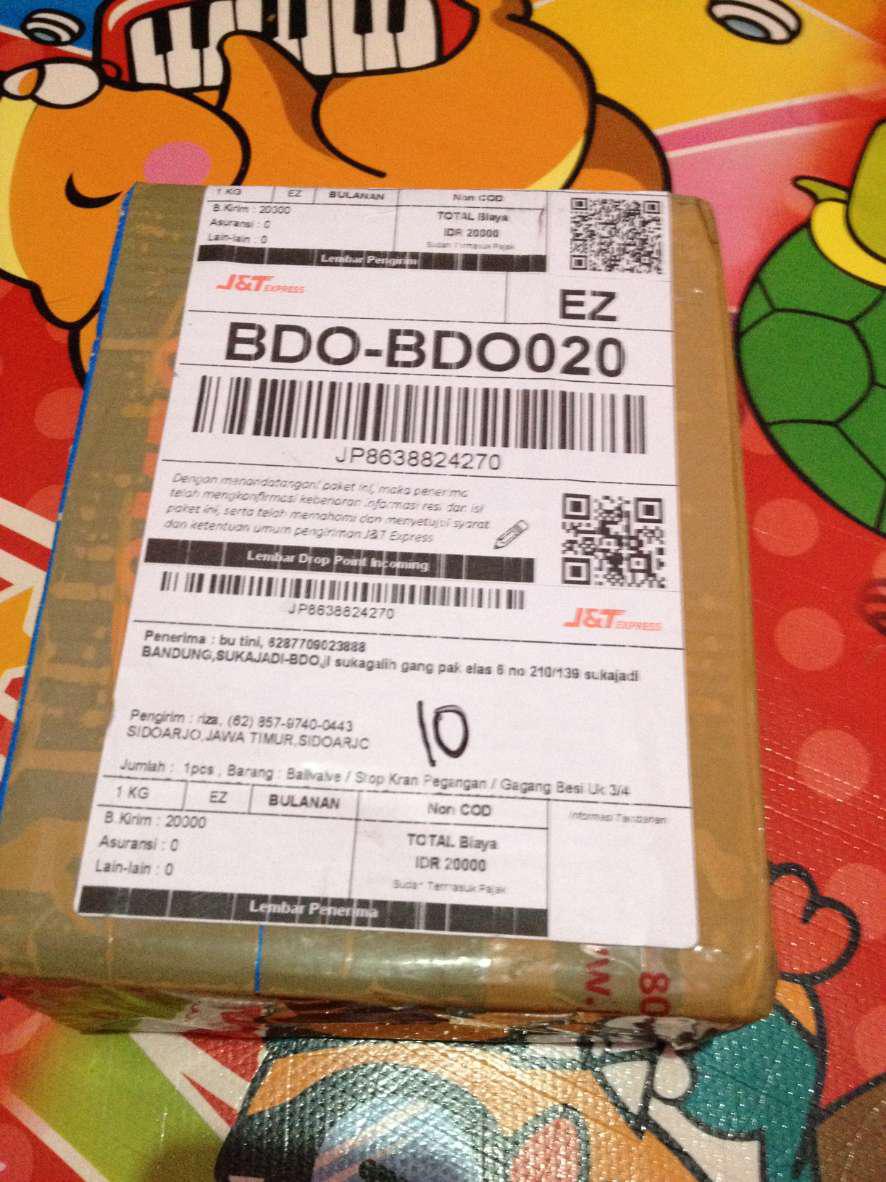 1 KG EZ BULANAN Non COD
B.Kirim : 20000
Asuransi : 0
Lain-lain : 0
TOTAL Biaya
IDR 20000
Sudah Termasuk Pajak
Lembar Pengirim
J&T EXPRESS
EZ
BDO-BDO020
JP8638824270
Dengan menandatangani paket ini, maka penerima
telah mengkonfirmasi kebenaran informasi resi dan isi
paket ini, serta telah memahami dan menyetujui syarat
dan ketentuan umum pengiriman J&T Express
Lembar Drop Point Incoming
JP8638824270
J&T EXPRESS
Penerima : bu tini, 6287709023888
BANDUNG,SUKAJADI-BDO,jl sukagalih gang pak elas 6 no 210/139 sukajadi
10
Pengirim : riza, (62) 857-9740-0443
SIDOARJO,JAWA TIMUR,SIDOARJO
Jumlah : 1pcs , Barang : Ballvalve / Stop Kran Pegangan / Gagang Besi Uk 3/4
1 KG EZ BULANAN Non COD
Informasi Tambahan
B.Kirim : 20000
Asuransi : 0
Lain-lain : 0
TOTAL Biaya
IDR 20000
Sudah Termasuk Pajak
Lembar Penerima